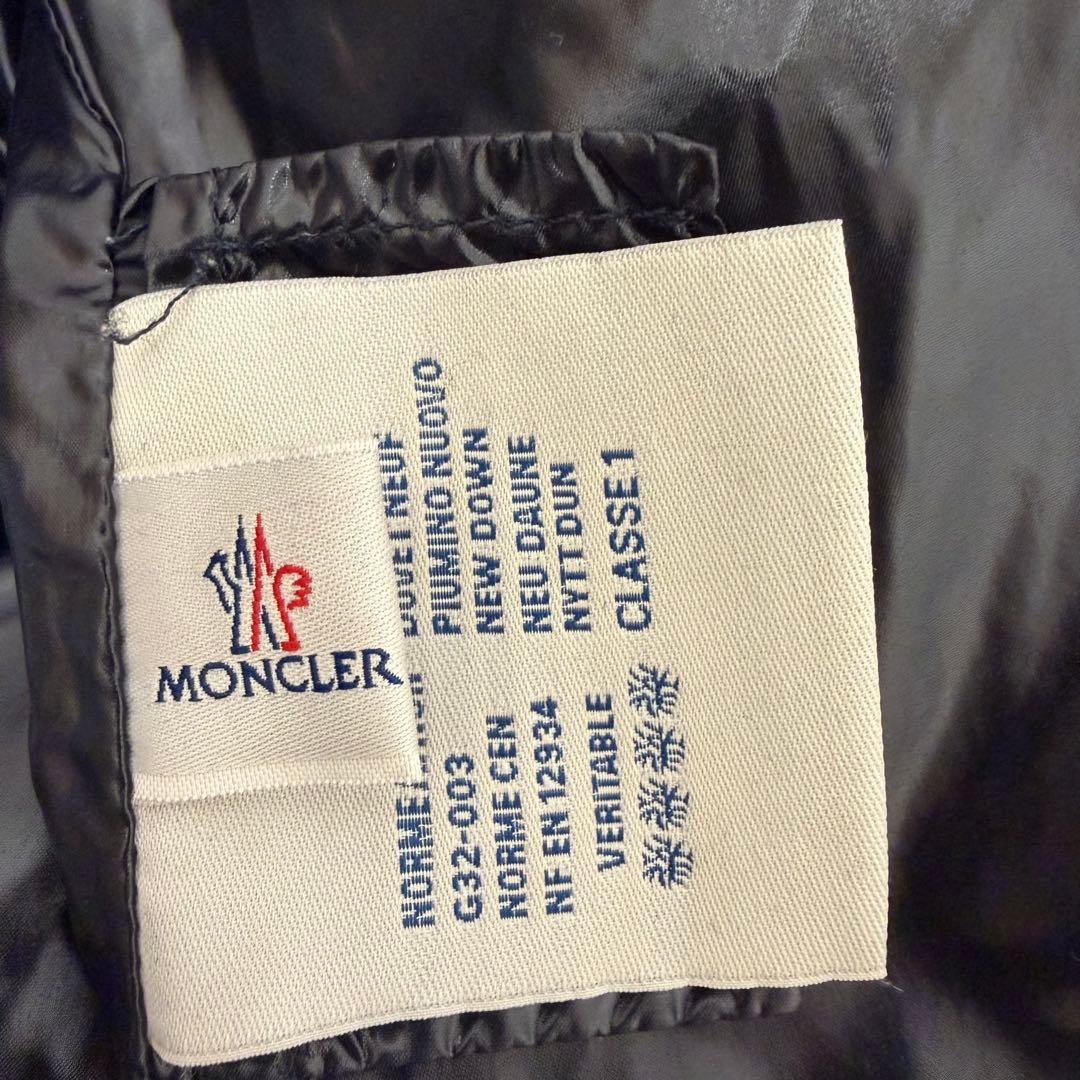 MONCLER
NEUF
PIUMINO NUOVO
NEW DOWN
NEU DAUNE
NYTT DUN
CLASSE 1
NORME
G32-003
NORME CEN
NF EN 12934
VERITABLE